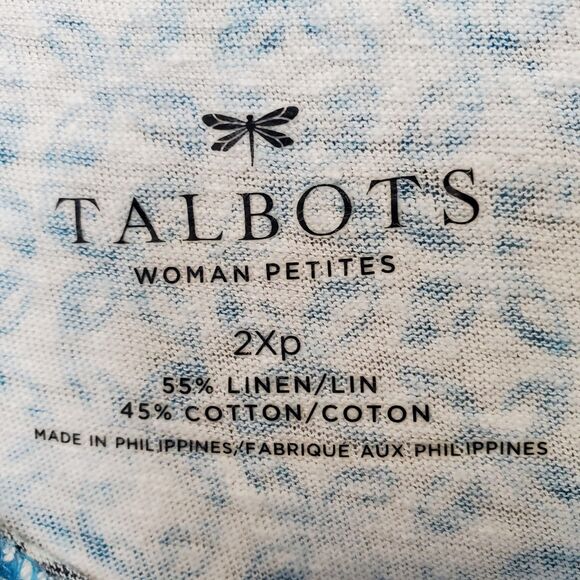 TALBOTS
WOMAN PETITES
2Xp
55% LINEN/LIN
45% COTTON/COTON
MADE IN PHILIPPINES/FABRIQUE AUX PHILIPPINES